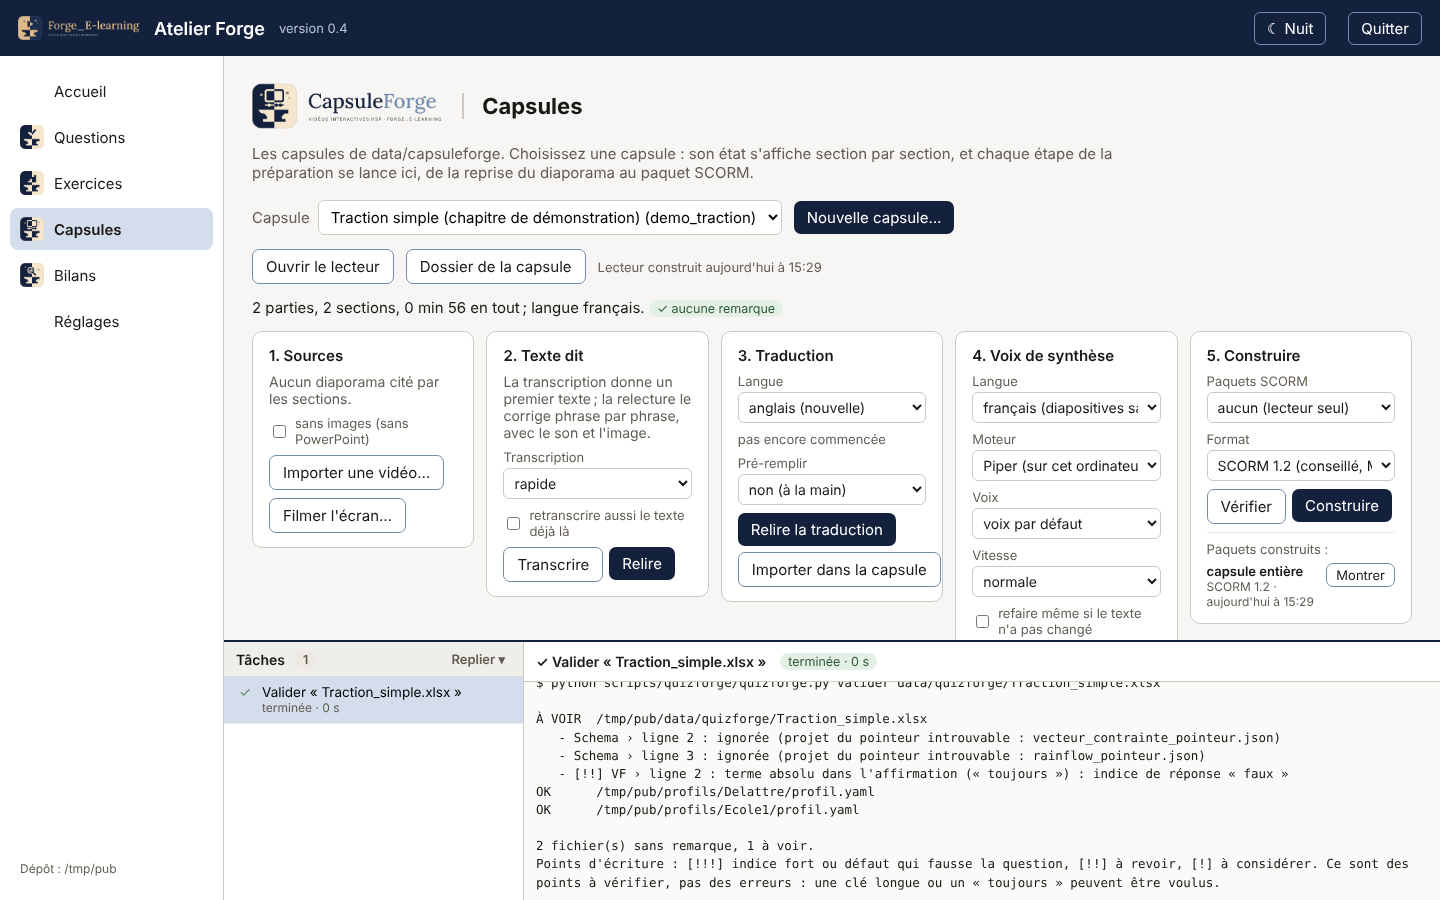 Forge_E-learning
Atelier Forge
version 0.4
☾ Nuit
Quitter
Accueil
Questions
Exercices
Capsules
Bilans
Réglages
Dépôt : /tmp/pub
CapsuleForge
VIDÉOS INTERACTIVES H5P · FORGE_E-LEARNING
Capsules
Les capsules de data/capsuleforge. Choisissez une capsule : son état s'affiche section par section, et chaque étape de la
préparation se lance ici, de la reprise du diaporama au paquet SCORM.
Capsule
Traction simple (chapitre de démonstration) (demo_traction)
Nouvelle capsule...
Ouvrir le lecteur
Dossier de la capsule
Lecteur construit aujourd'hui à 15:29
2 parties, 2 sections, 0 min 56 en tout ; langue français.
✓ aucune remarque
1. Sources
Aucun diaporama cité par
les sections.
sans images (sans
PowerPoint)
Importer une vidéo...
Filmer l'écran...
2. Texte dit
La transcription donne un
premier texte ; la relecture le
corrige phrase par phrase,
avec le son et l'image.
Transcription
rapide
retranscrire aussi le texte
déjà là
Transcrire
Relire
3. Traduction
Langue
anglais (nouvelle)
pas encore commencée
Pré-remplir
non (à la main)
Relire la traduction
Importer dans la capsule
4. Voix de synthèse
Langue
français (diapositives sa
Moteur
Piper (sur cet ordinateu
Voix
voix par défaut
Vitesse
normale
refaire même si le texte
n'a pas changé
5. Construire
Paquets SCORM
aucun (lecteur seul)
Format
SCORM 1.2 (conseillé, M
Vérifier
Construire
Paquets construits :
capsule entière
SCORM 1.2 ·
aujourd'hui à 15:29
Montrer
Tâches
1
Replier ▾
✓ Valider « Traction_simple.xlsx »
terminée · 0 s
✓ Valider « Traction_simple.xlsx »
terminée · 0 s
$ python scripts/quizforge/quizforge.py valider data/quizforge/Traction_simple.xlsx
À VOIR  /tmp/pub/data/quizforge/Traction_simple.xlsx
- Schema › ligne 2 : ignorée (projet du pointeur introuvable : vecteur_contrainte_pointeur.json)
- Schema › ligne 3 : ignorée (projet du pointeur introuvable : rainflow_pointeur.json)
- [!!] VF › ligne 2 : terme absolu dans l'affirmation (« toujours ») : indice de réponse « faux »
OK      /tmp/pub/profils/Delattre/profil.yaml
OK      /tmp/pub/profils/Ecole1/profil.yaml
2 fichier(s) sans remarque, 1 à voir.
Points d'écriture : [!!!] indice fort ou défaut qui fausse la question, [!!] à revoir, [!] à considérer. Ce sont des
points à vérifier, pas des erreurs : une clé longue ou un « toujours » peuvent être voulus.